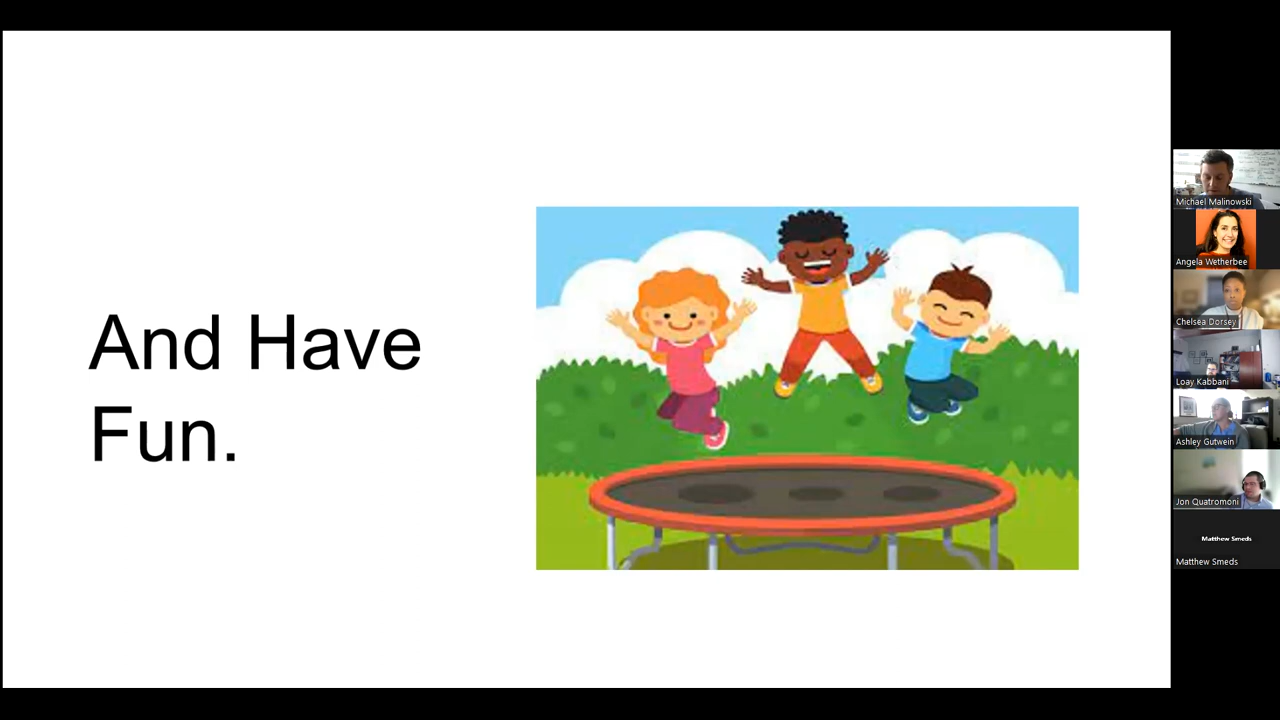 And Have
Fun.
Michael Malinowski
Angela Wetherbee
Chelsea Dorsey
Loay Kabbani
Ashley Gutwein
Jon Quatromoni
Matthew Smeds
Matthew Smeds